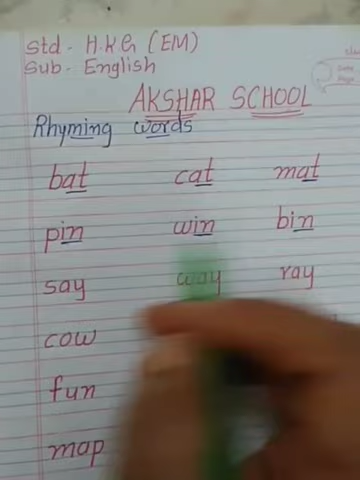 Std - H.K.G (EM)
Sub - English
AKSHAR SCHOOL
Rhyming words
bat cat mat
pin win bin
say way ray
cow
fun
map